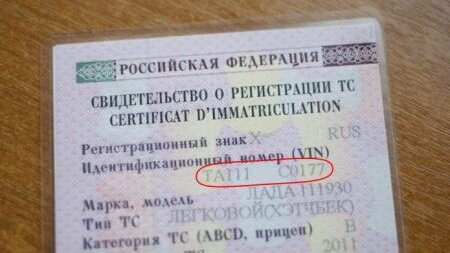 РОССИЙСКАЯ ФЕДЕРАЦИЯ
СВИДЕТЕЛЬСТВО О РЕГИСТРАЦИИ ТС
CERTIFICAT D'IMMATRICULATION
Регистрационный знак Х RUS
Идентификационный номер (VIN)
ТАП11 С0177
Марка, модель ЛАДА 111930
Тип ТС ЛЕГКОВОЙ(ХЭТЧБЕК)
Категория ТС (ABCD, прицеп) В
2011